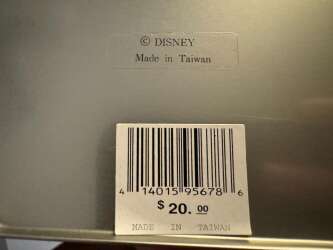 © DISNEY
Made in Taiwan
4 14015 95678 6
$ 20. 00
MADE IN TAIWAN